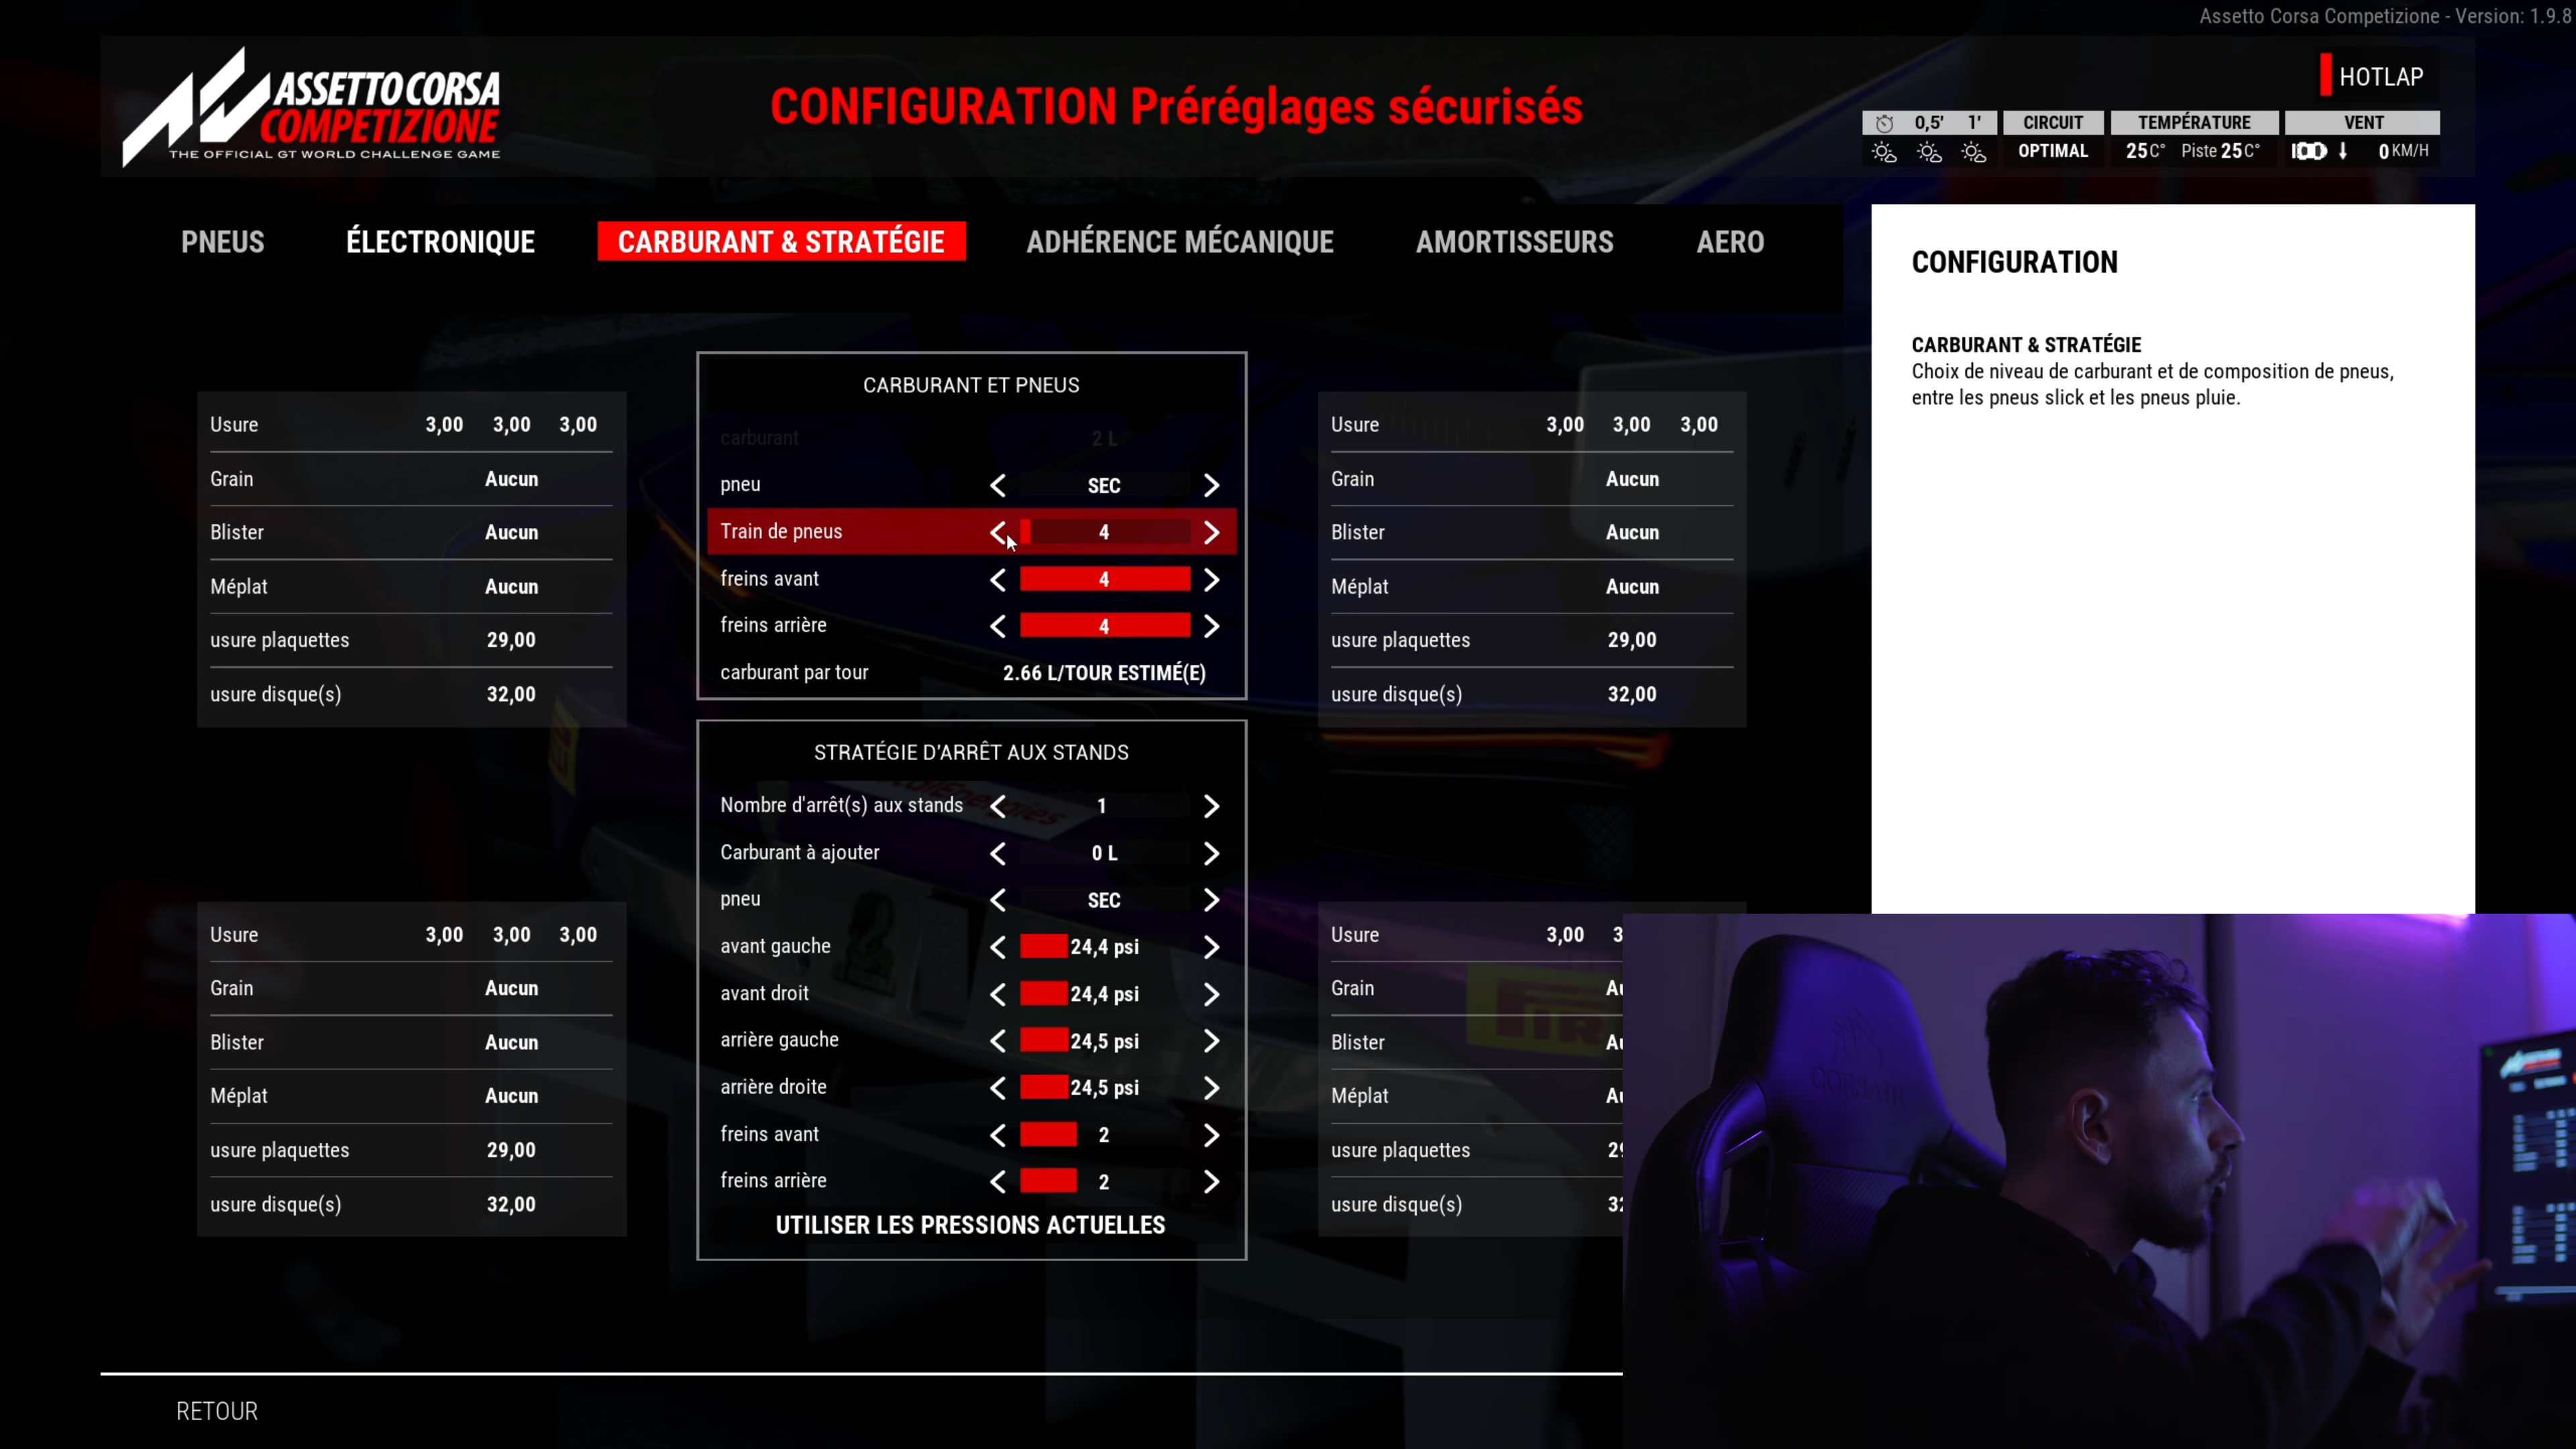 Assetto Corsa Competizione - Version: 1.9.8
ASSETTO CORSA
COMPETIZIONE
THE OFFICIAL GT WORLD CHALLENGE GAME
CONFIGURATION Préréglages sécurisés
HOTLAP
0,5' 1' CIRCUIT TEMPÉRATURE VENT
OPTIMAL 25 C° Piste 25 C° 0 KM/H
PNEUS ÉLECTRONIQUE CARBURANT & STRATÉGIE ADHÉRENCE MÉCANIQUE AMORTISSEURS AERO
Usure 3,00 3,00 3,00
Grain Aucun
Blister Aucun
Méplat Aucun
usure plaquettes 29,00
usure disque(s) 32,00
CARBURANT ET PNEUS
carburant 2 L
pneu SEC
Train de pneus 4
freins avant 4
freins arrière 4
carburant par tour 2.66 L/TOUR ESTIMÉ(E)
Usure 3,00 3,00 3,00
Grain Aucun
Blister Aucun
Méplat Aucun
usure plaquettes 29,00
usure disque(s) 32,00
CONFIGURATION
CARBURANT & STRATÉGIE
Choix de niveau de carburant et de composition de pneus,
entre les pneus slick et les pneus pluie.
Usure 3,00 3,00 3,00
Grain Aucun
Blister Aucun
Méplat Aucun
usure plaquettes 29,00
usure disque(s) 32,00
STRATÉGIE D'ARRÊT AUX STANDS
Nombre d'arrêt(s) aux stands 1
Carburant à ajouter 0 L
pneu SEC
avant gauche 24,4 psi
avant droit 24,4 psi
arrière gauche 24,5 psi
arrière droite 24,5 psi
freins avant 2
freins arrière 2
UTILISER LES PRESSIONS ACTUELLES
Usure 3,00
Grain
Blister
Méplat
usure plaquettes
usure disque(s)
CORSAIR
RETOUR